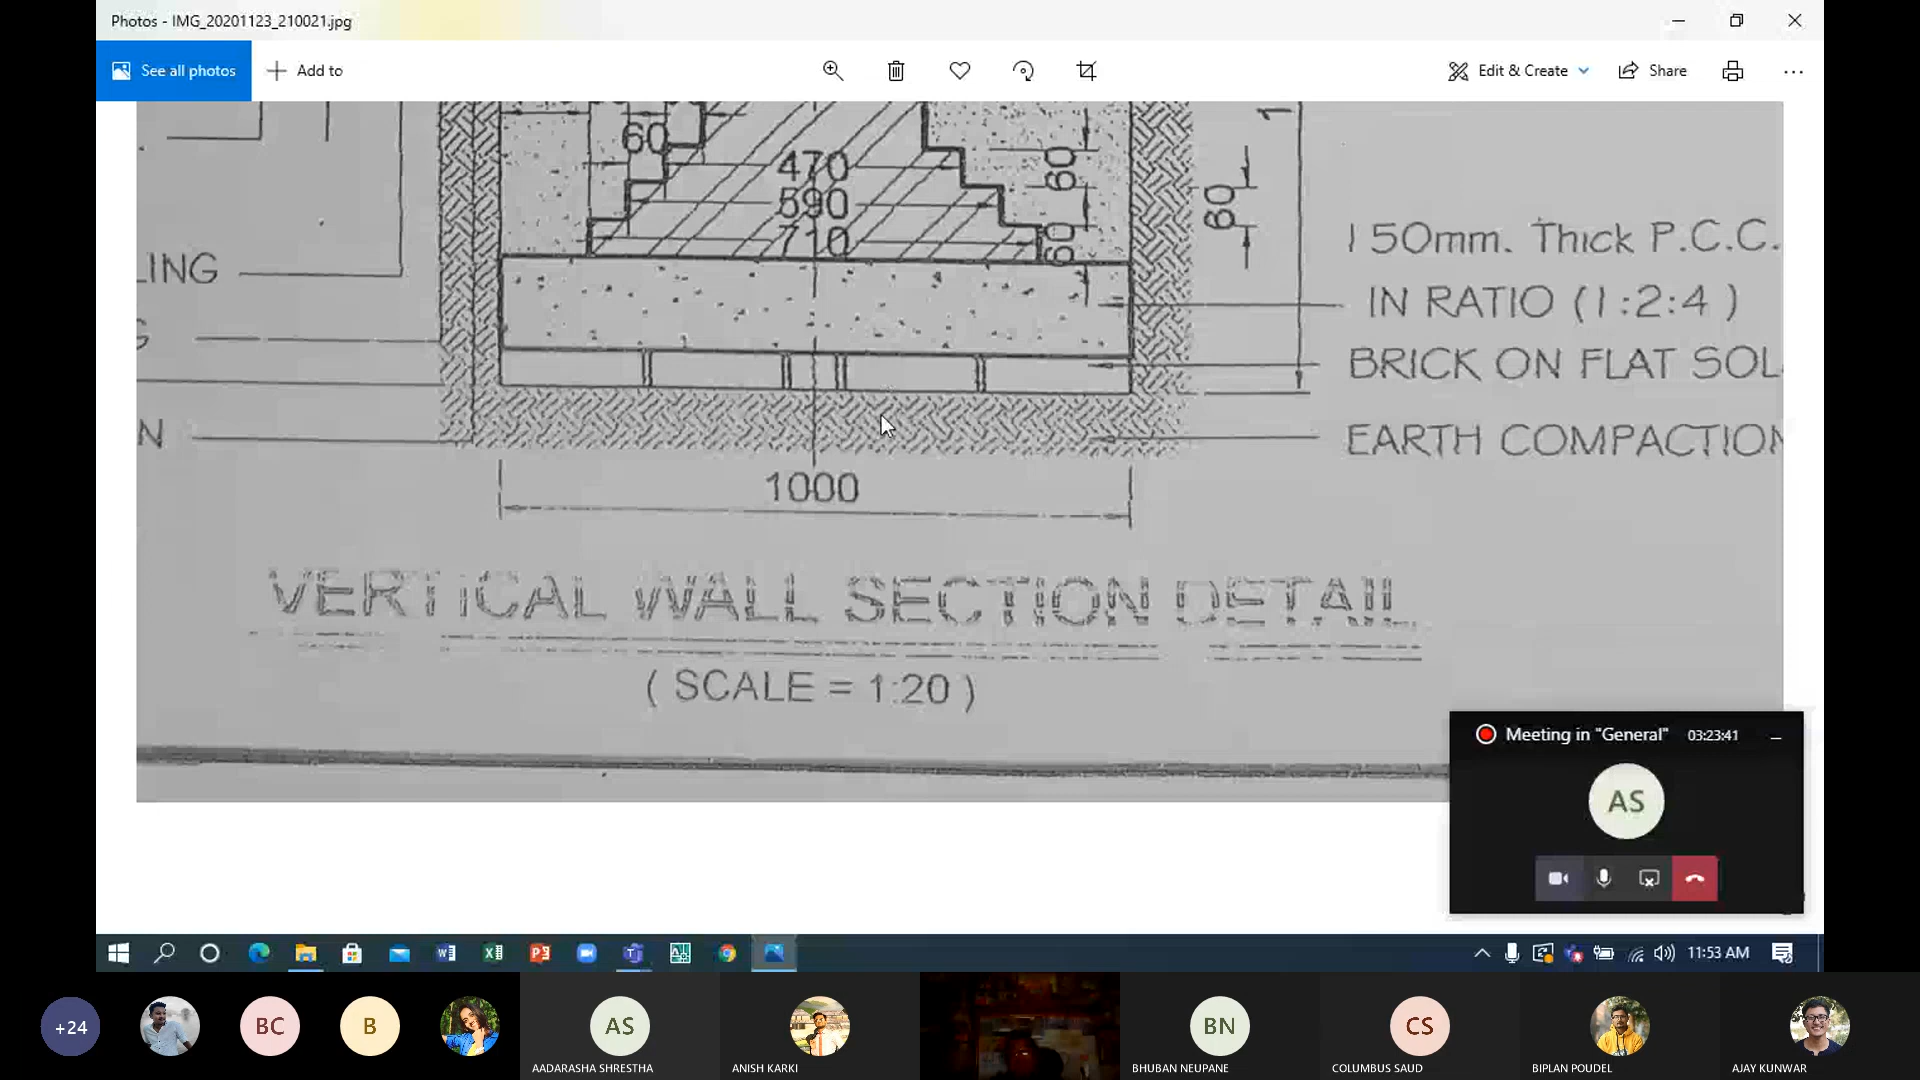 Photos - IMG_20201123_210021.jpg
See all photos
Add to
Edit & Create
Share
60
470
590
710
60
60
60
1
LING
G
N
150mm. Thick P.C.C.
IN RATIO (1:2:4)
BRICK ON FLAT SOL
EARTH COMPACTION
1000
VERTICAL WALL SECTION DETAIL
( SCALE = 1:20 )
Meeting in "General" 03:23:41
AS
11:53 AM
+24
BC
B
AS
BN
CS
AADARASHA SHRESTHA
ANISH KARKI
BHUBAN NEUPANE
COLUMBUS SAUD
BIPLAN POUDEL
AJAY KUNWAR